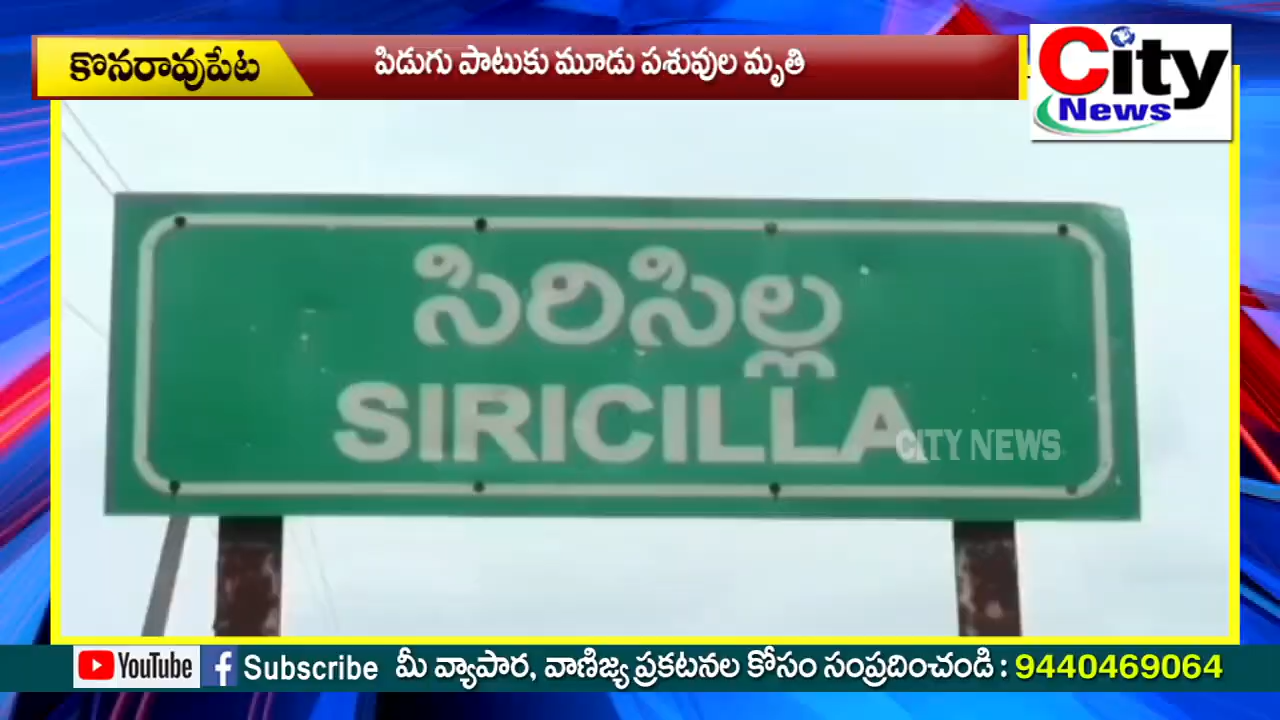 కొనరావుపేట
పిడుగు పాటుకు మూడు పశువుల మృతి
City
News
సిరిసిల్ల
SIRICILLA
CITY NEWS
YouTube f Subscribe మీ వ్యాపార, వాణిజ్య ప్రకటనల కోసం సంప్రదించండి : 9440469064